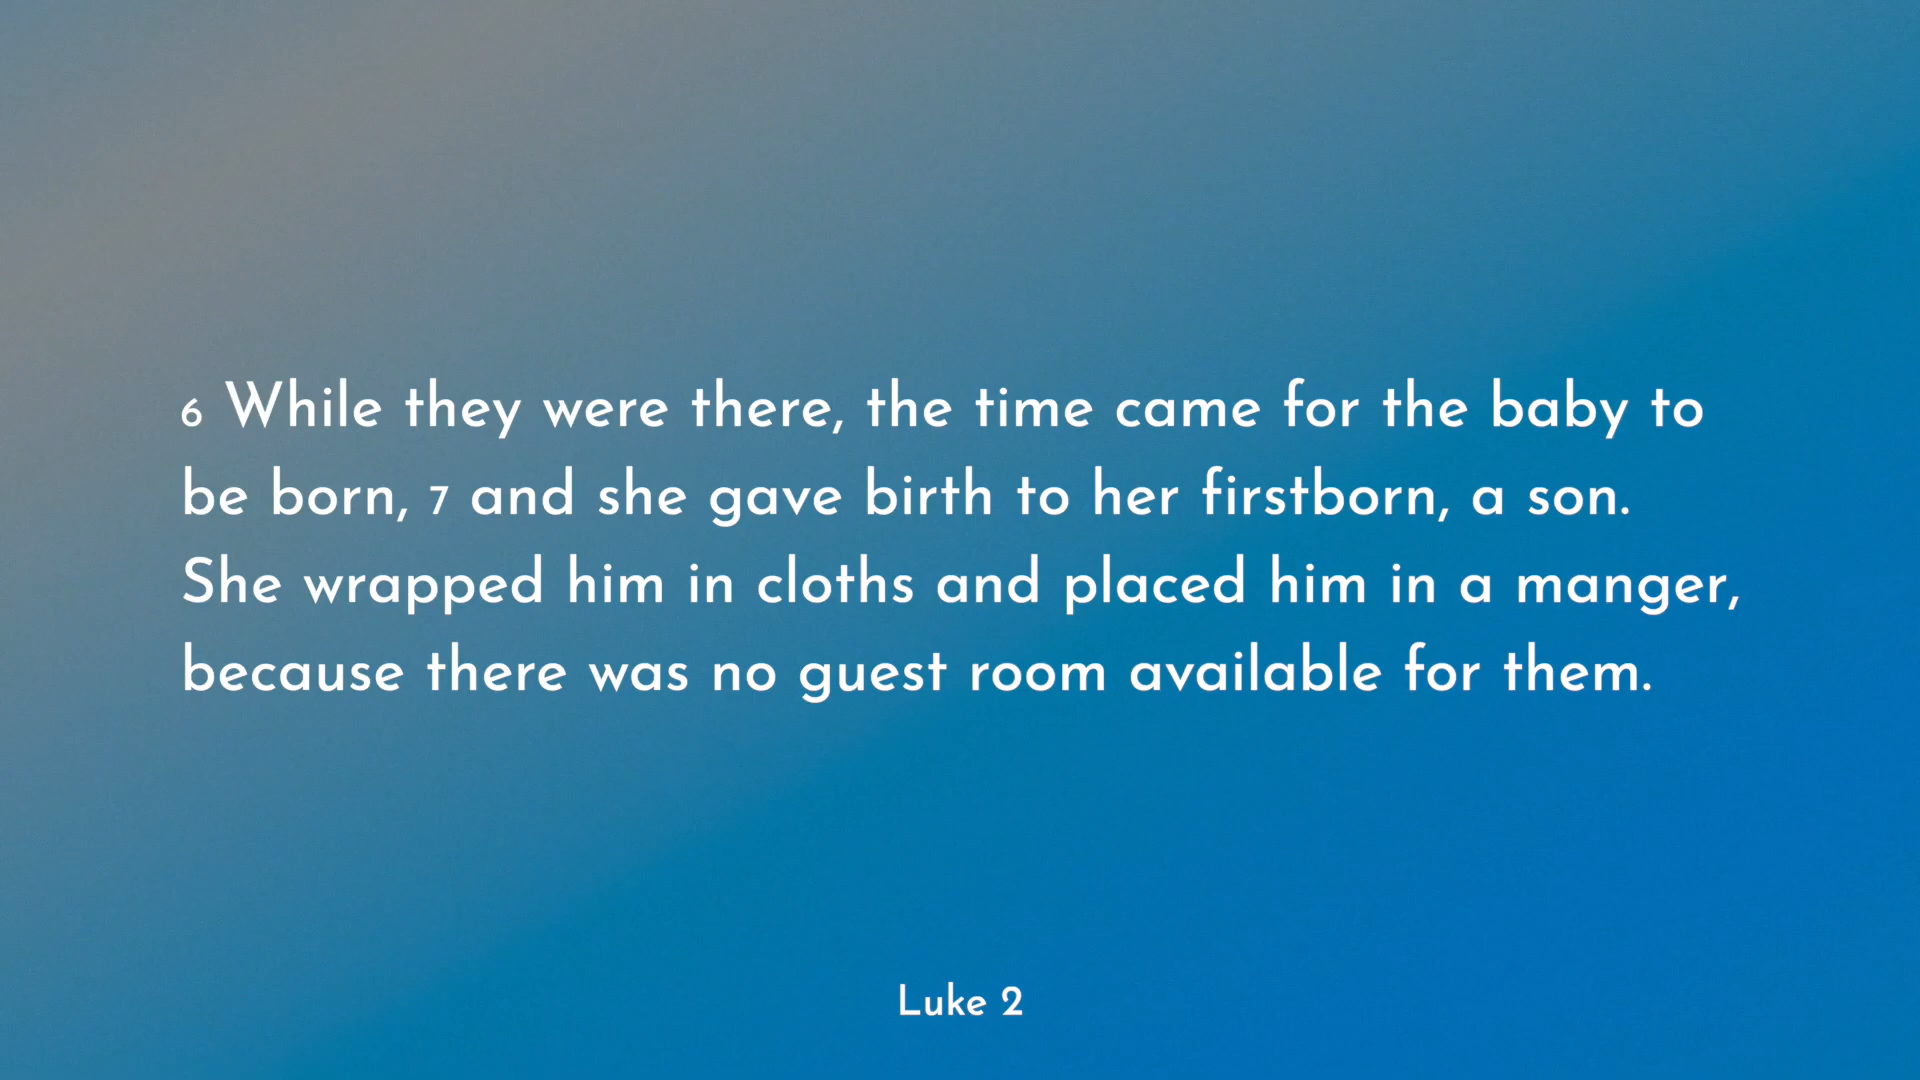 6 While they were there, the time came for the baby to
be born, 7 and she gave birth to her firstborn, a son.
She wrapped him in cloths and placed him in a manger,
because there was no guest room available for them.
Luke 2